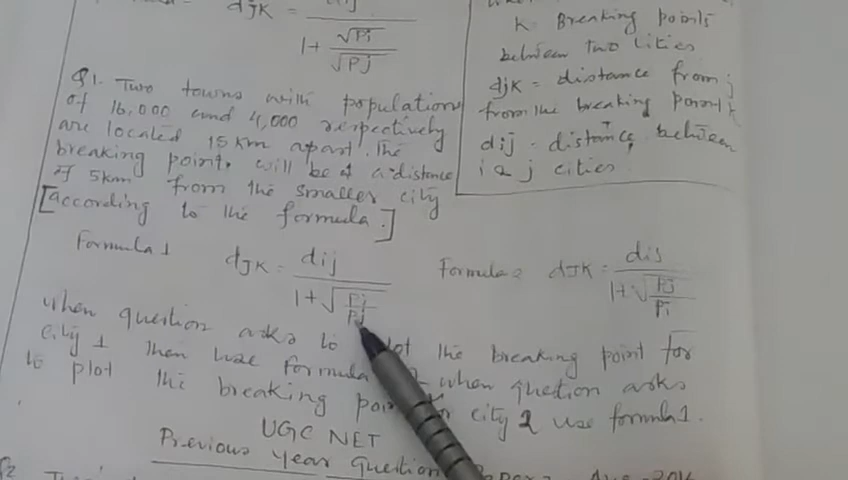 djk = dij
1+ √Pi
√Pj
K Breaking points
between two cities
djk = distance from j
from the breaking point k
dij - distance between
i & j cities
Q1. Two towns with population
of 16,000 and 4,000 respectively
are located 15km apart. The
breaking point, will be at a distance
of 5km from the smaller city
[according to the formula.]
Formula 1 dJK = dij
1+ √Pi
Pj
Formula 2 dJK = dij
1+ √Pj
Pi
when question asks to plot the breaking point for
city 1 then use formula 2 when question asks
to plot the breaking point for city 2 use formula 1.
UGC NET
Previous Year Question Papers Aug-2016